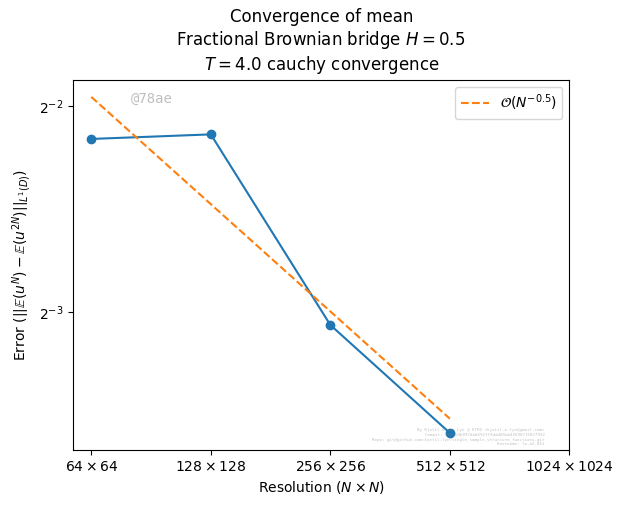 Convergence of mean
Fractional Brownian bridge H = 0.5
T = 4.0 cauchy convergence
@78ae
𝒪(N^{-0.5})
2^{-2}
2^{-3}
Error (||𝔼(u^N) − 𝔼(u^{2N})||_{L^1(D)})
64 × 64
128 × 128
256 × 256
512 × 512
1024 × 1024
Resolution (N × N)